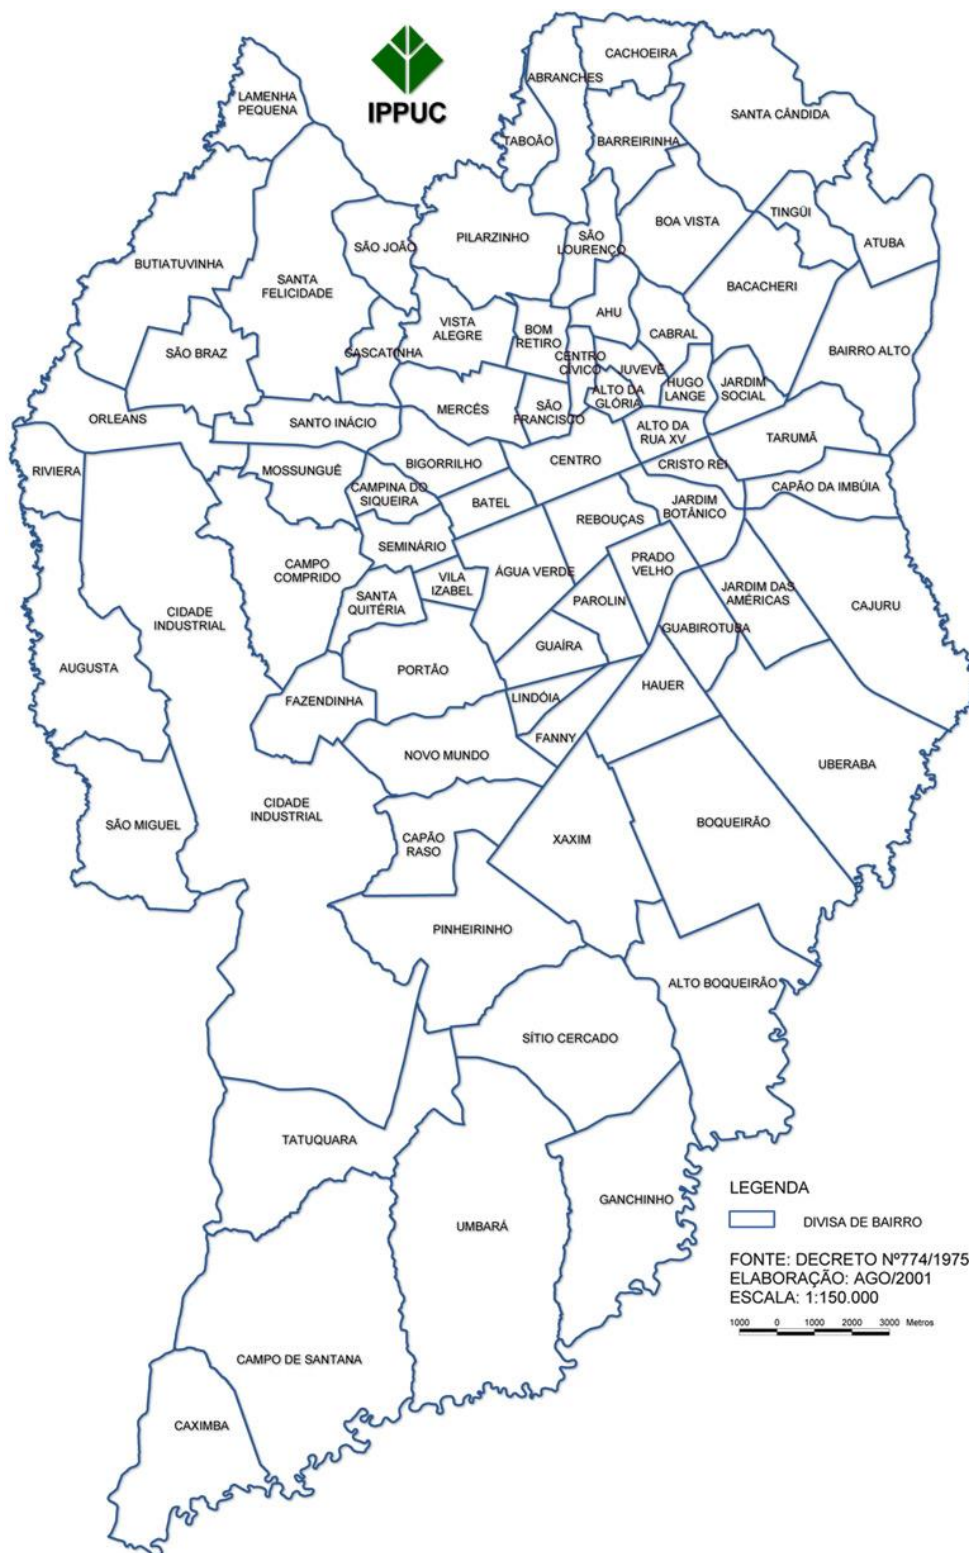 CACHOEIRA
ABRANCHES
LAMENHA
PEQUENA
IPPUC
SANTA CÂNDIDA
TABOÃO
BARREIRINHA
TINGÜI
BOA VISTA
PILARZINHO
SÃO
LOURENÇO
SÃO JOÃO
ATUBA
BUTIATUVINHA
SANTA
FELICIDADE
BACACHERI
AHU
VISTA
ALEGRE
BOM
RETIRO
CABRAL
BAIRRO ALTO
SÃO BRAZ
CASCATINHA
CENTRO
CÍVICO
JUVEVÊ
HUGO
LANGE
JARDIM
SOCIAL
ALTO DA
GLÓRIA
MERCÊS
SÃO
FRANCISCO
ORLEANS
SANTO INÁCIO
ALTO DA
RUA XV
TARUMÃ
RIVIERA
MOSSUNGUÊ
BIGORRILHO
CENTRO
CRISTO REI
CAMPINA DO
SIQUEIRA
CAPÃO DA IMBÚIA
BATEL
JARDIM
BOTÂNICO
REBOUÇAS
SEMINÁRIO
CAMPO
COMPRIDO
PRADO
VELHO
VILA
IZABEL
ÁGUA VERDE
JARDIM DAS
AMÉRICAS
SANTA
QUITÉRIA
PAROLIN
CAJURU
CIDADE
INDUSTRIAL
GUABIROTUBA
GUAÍRA
AUGUSTA
PORTÃO
HAUER
FAZENDINHA
LINDÓIA
FANNY
NOVO MUNDO
UBERABA
CIDADE
INDUSTRIAL
SÃO MIGUEL
BOQUEIRÃO
CAPÃO
RASO
XAXIM
PINHEIRINHO
ALTO BOQUEIRÃO
SÍTIO CERCADO
TATUQUARA
UMBARÁ
GANCHINHO
CAMPO DE SANTANA
CAXIMBA
LEGENDA
DIVISA DE BAIRRO
FONTE: DECRETO Nº774/1975
ELABORAÇÃO: AGO/2001
ESCALA: 1:150.000
1000 0 1000 2000 3000 Metros